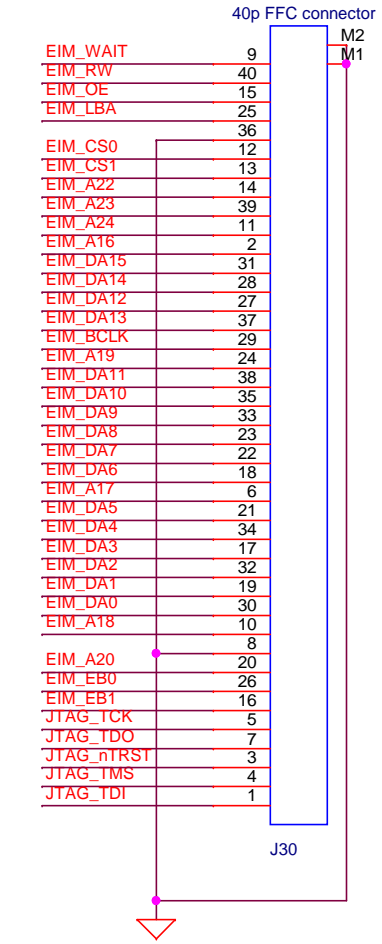 40p FFC connector
M2
EIM_WAIT 9 M1
EIM_RW 40
EIM_OE 15
EIM_LBA 25
36
EIM_CS0 12
EIM_CS1 13
EIM_A22 14
EIM_A23 39
EIM_A24 11
EIM_A16 2
EIM_DA15 31
EIM_DA14 28
EIM_DA12 27
EIM_DA13 37
EIM_BCLK 29
EIM_A19 24
EIM_DA11 38
EIM_DA10 35
EIM_DA9 33
EIM_DA8 23
EIM_DA7 22
EIM_DA6 18
EIM_A17 6
EIM_DA5 21
EIM_DA4 34
EIM_DA3 17
EIM_DA2 32
EIM_DA1 19
EIM_DA0 30
EIM_A18 10
8
EIM_A20 20
EIM_EB0 26
EIM_EB1 16
JTAG_TCK 5
JTAG_TDO 7
JTAG_nTRST 3
JTAG_TMS 4
JTAG_TDI 1
J30